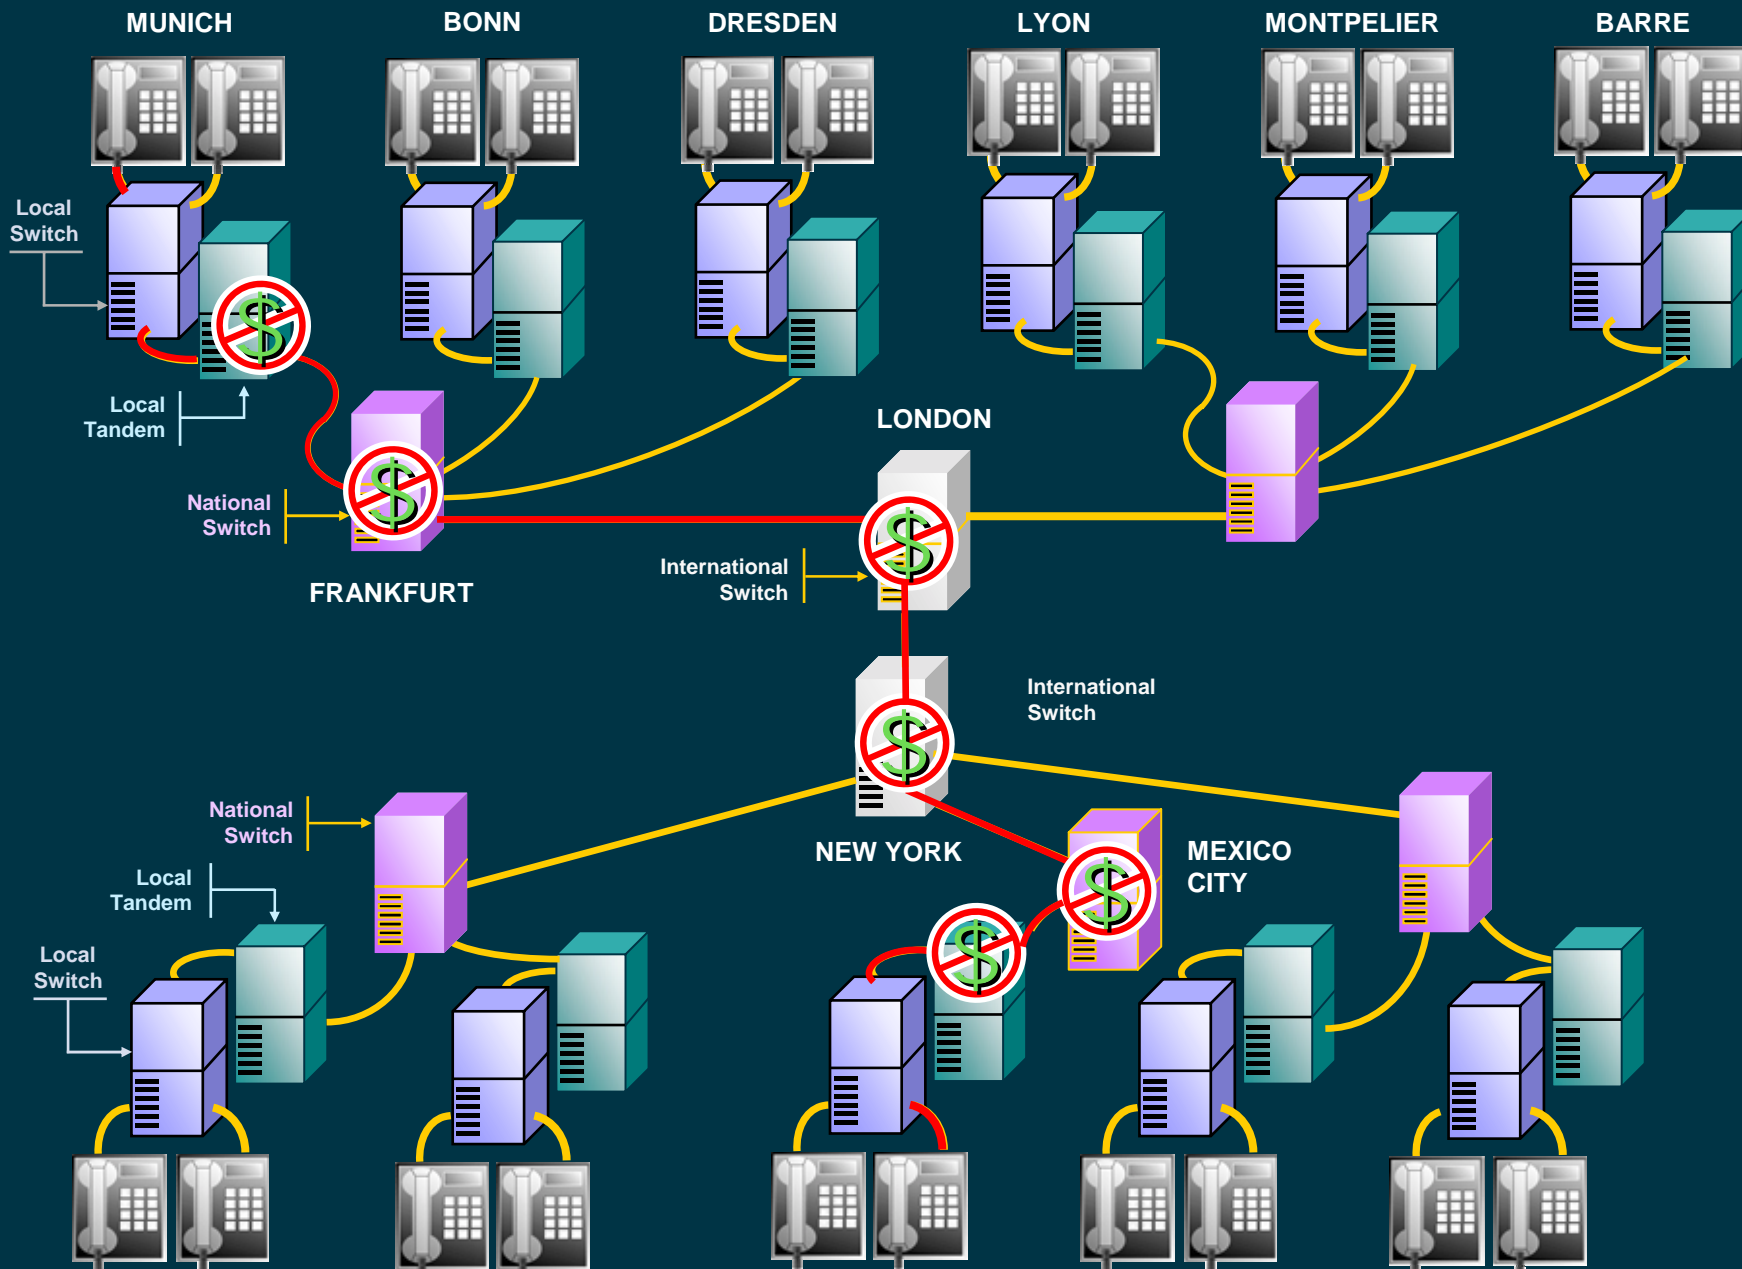 MUNICH
BONN
DRESDEN
LYON
MONTPELIER
BARRE
Local
Switch
Local
Tandem
LONDON
National
Switch
International
Switch
FRANKFURT
International
Switch
National
Switch
NEW YORK
MEXICO
CITY
Local
Tandem
Local
Switch
$
$
$
$
$
$